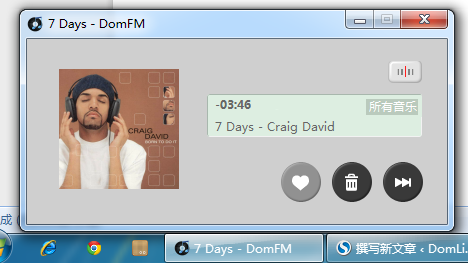 7 Days - DomFM
-03:46
所有音乐
7 Days - Craig David
CRAIG
DAVID
BORN TO DO IT
成
7 Days - DomFM
撰写新文章 ‹ DomLi...